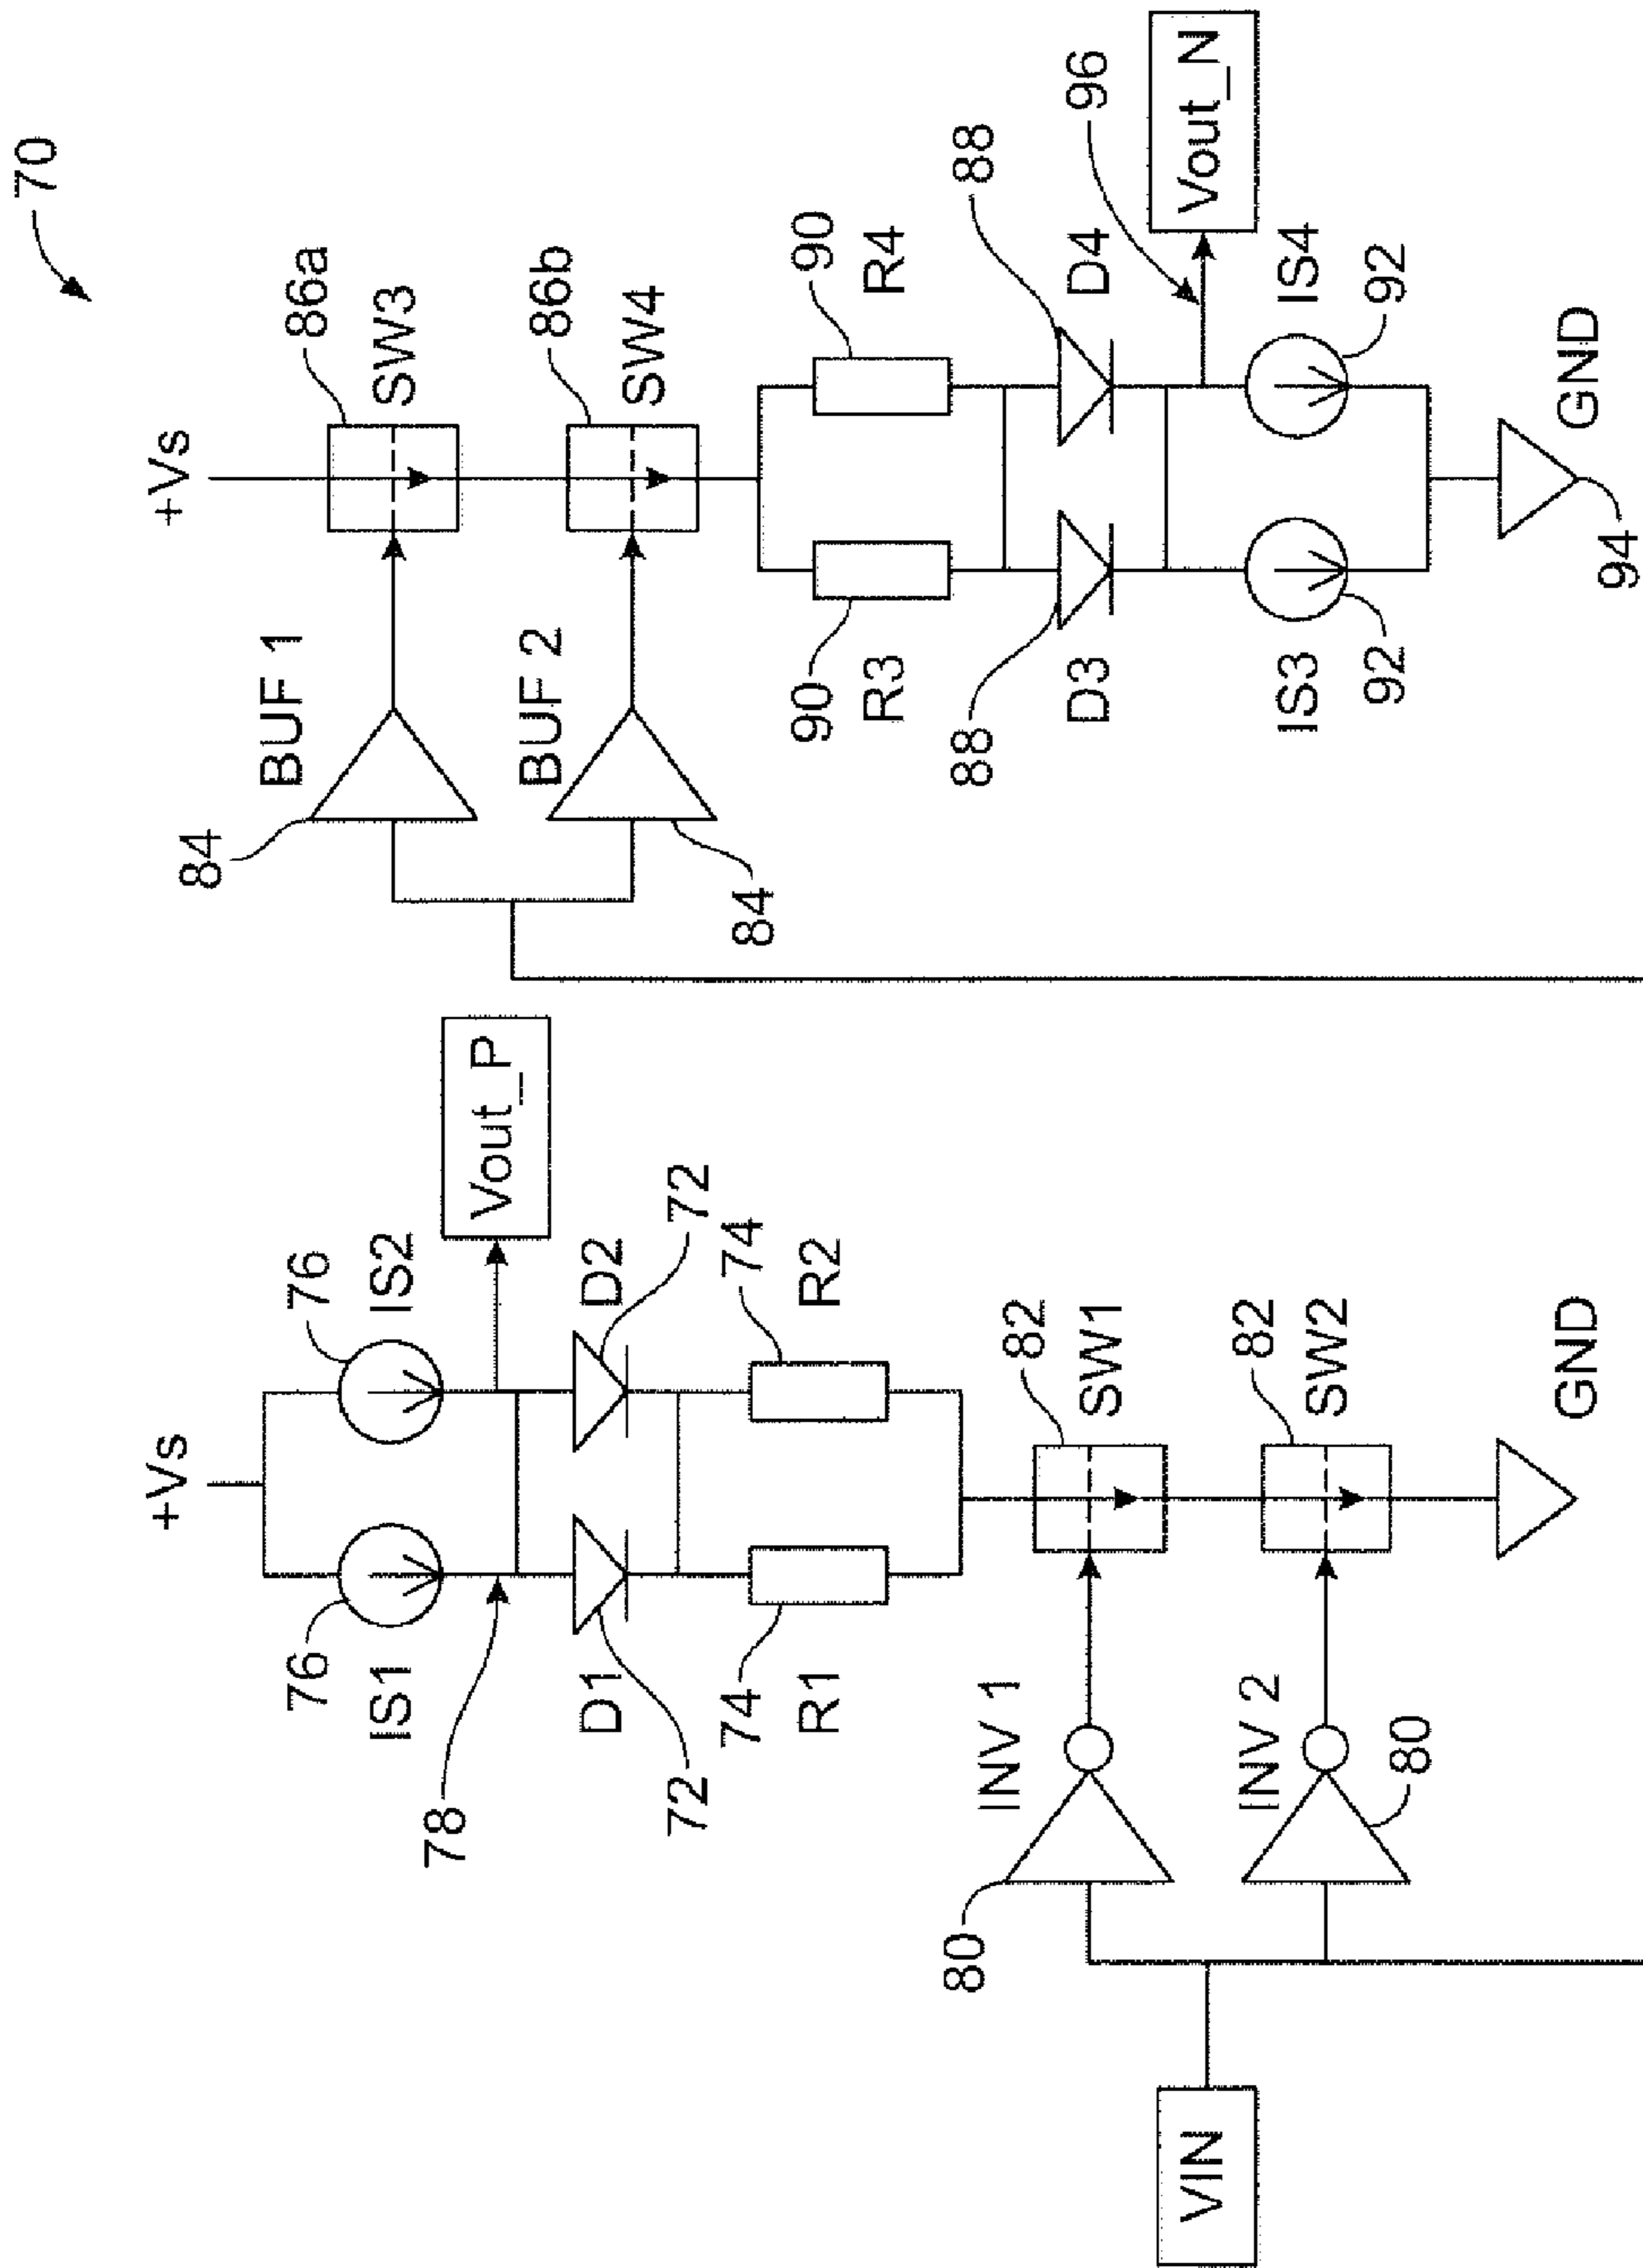 70
+Vs
76
76
IS1
IS2
78
Vout_P
D1
D2
72
72
74
74
R1
R2
INV 1
82
80
SW1
VIN
INV 2
82
80
SW2
GND
+Vs
86a
84
BUF 1
SW3
86b
BUF 2
84
SW4
90
90
R3
R4
88
88
D3
D4
96
Vout_N
IS3
IS4
92
92
GND
94